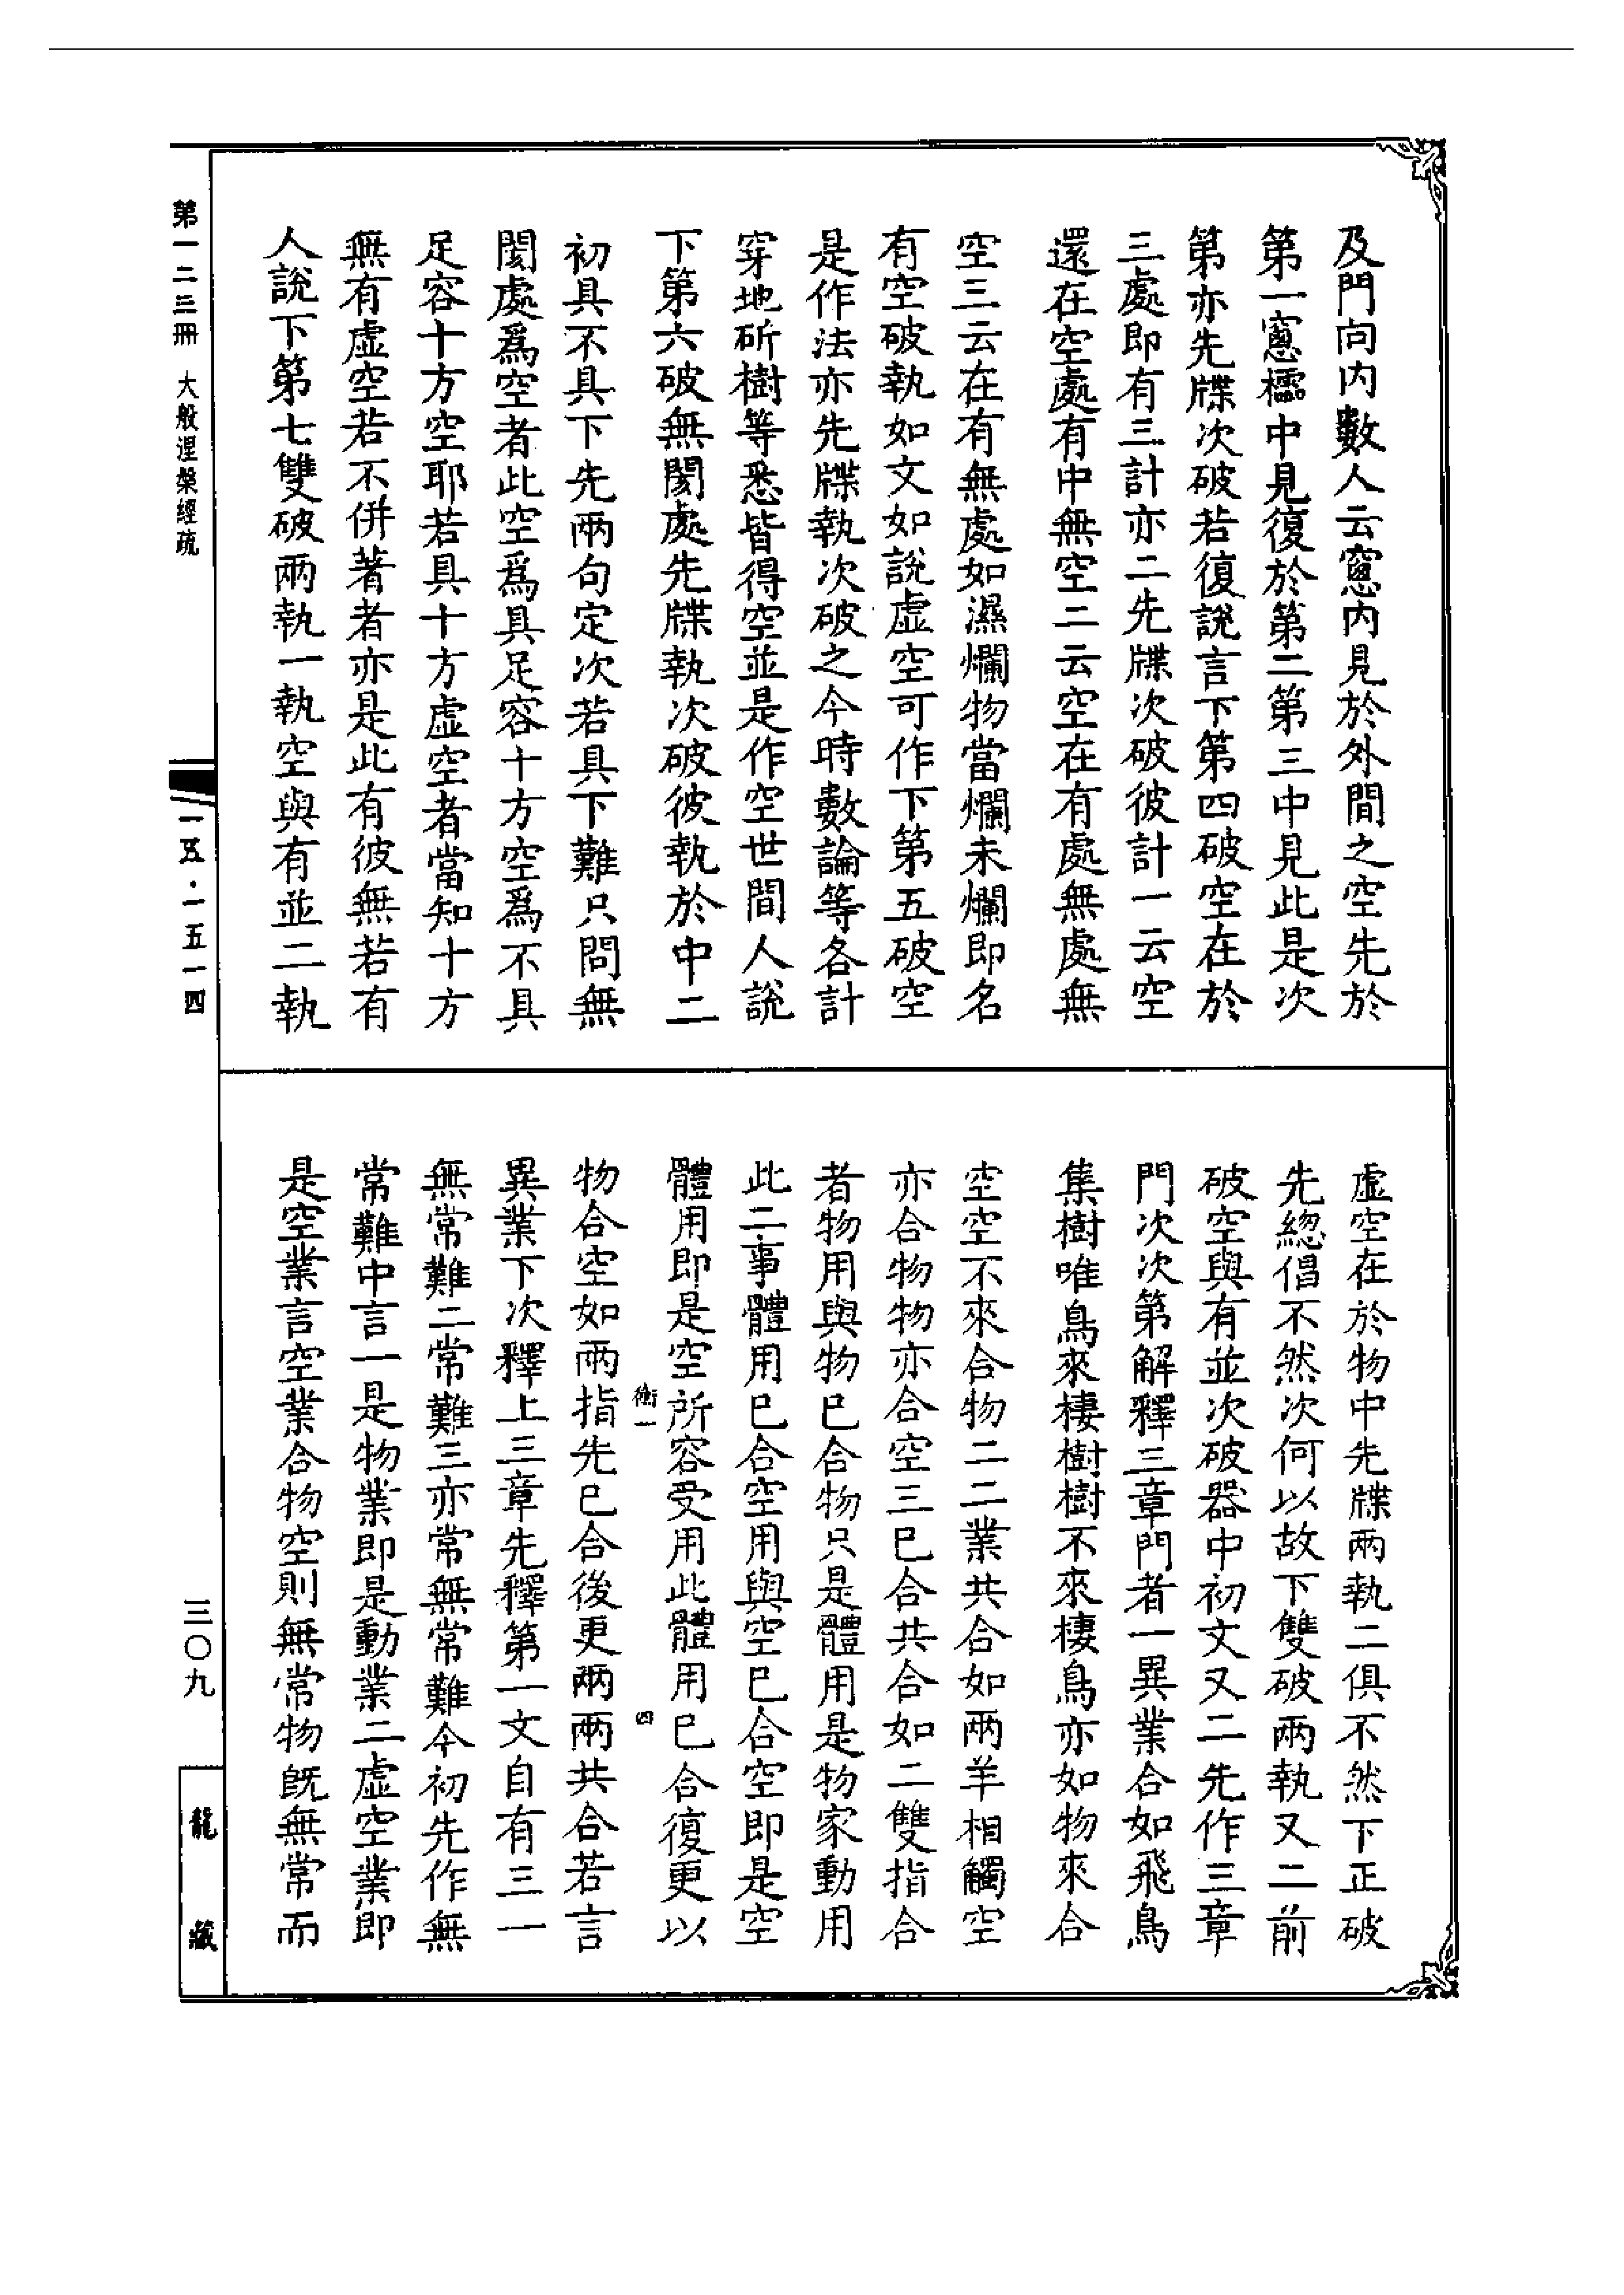 及門向內數人云窻內見於外間之空先於
第一窻櫺中見復於第二第三中見此是次
第亦先牒次破若復說言下第四破空在於
三處即有三計亦二先牒次破彼計一云空
還在空處有中無空二云空在有處無處無
空三云在有無處如濕爛物當爛未爛即名
有空破執如文如說虛空可作下第五破空
是作法亦先牒執次破之今時數論等各計
穿地斫樹等悉皆得空並是作空世間人說
下第六破無閡處先牒執次破彼執於中二
初具不具下先兩句定次若具下難只問無
閡處爲空者此空爲具足容十方空爲不具
足容十方空耶若具十方虛空者當知十方
無有虛空若不併著者亦是此有彼無若有
人說下第七雙破兩執一執空與有並二執
虛空在於物中先牒兩執二俱不然下正破
先總倡不然次何以故下雙破兩執又二前
破空與有並次破器中初文又二先作三章
門次次第解釋三章門者一異業合如飛鳥
集樹唯鳥來棲樹樹不來棲鳥亦如物來合
空空不來合物二二業共合如兩羊相觸空
亦合物物亦合空三巳合共合如二雙指合
者物用與物巳合物只是體用是物家動用
此二事體用巳合空用與空巳合空即是空
體用即是空所容受用此體用巳合復更以
物合空如兩指先巳合後更兩兩共合若言
異業下次釋上三章先釋第一文自有三一
無常難二常難三亦常無常難今初先作無
常難中言一是物業即是動業二虛空業即
是空業言空業合物空則無常物旣無常而
衡一
四
第一二三冊 大般涅槃經疏
一五·一五一四
三〇九
龍藏